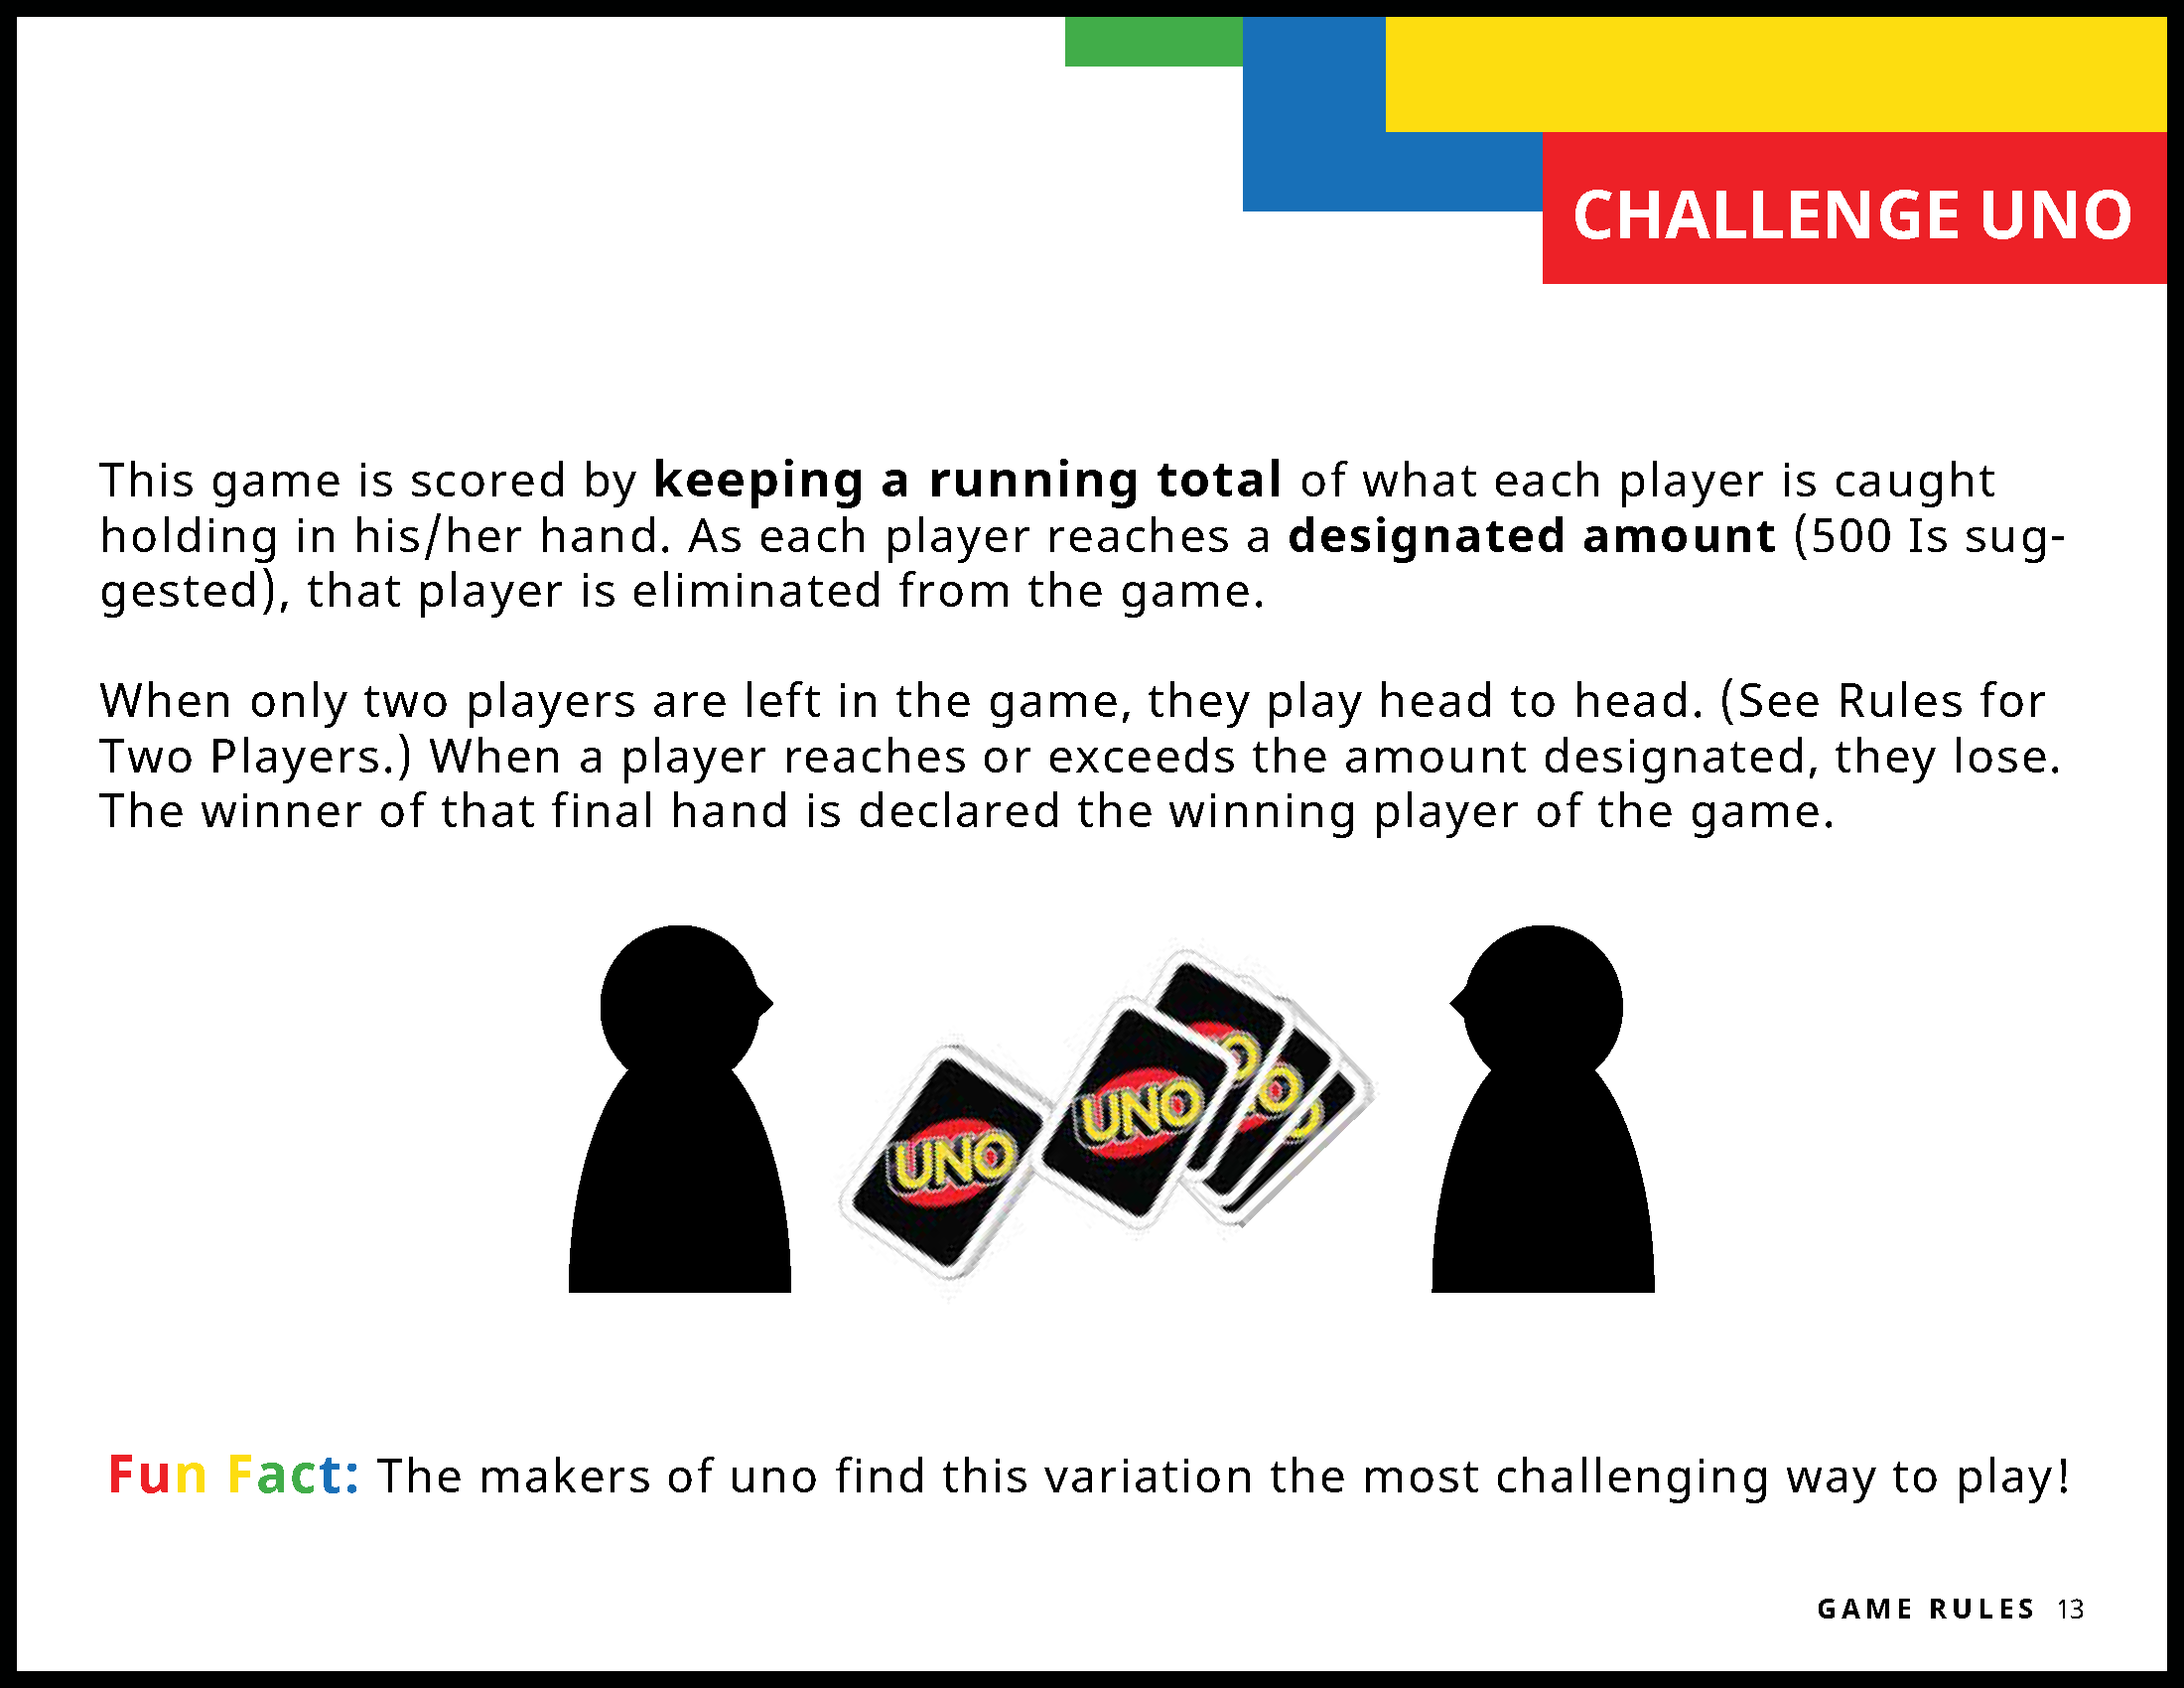 CHALLENGE UNO
This game is scored by keeping a running total of what each player is caught
holding in his/her hand. As each player reaches a designated amount (500 Is sug-
gested), that player is eliminated from the game.
When only two players are left in the game, they play head to head. (See Rules for
Two Players.) When a player reaches or exceeds the amount designated, they lose.
The winner of that final hand is declared the winning player of the game.
UNO
UNO
Fun Fact: The makers of uno find this variation the most challenging way to play!
GAME RULES 13